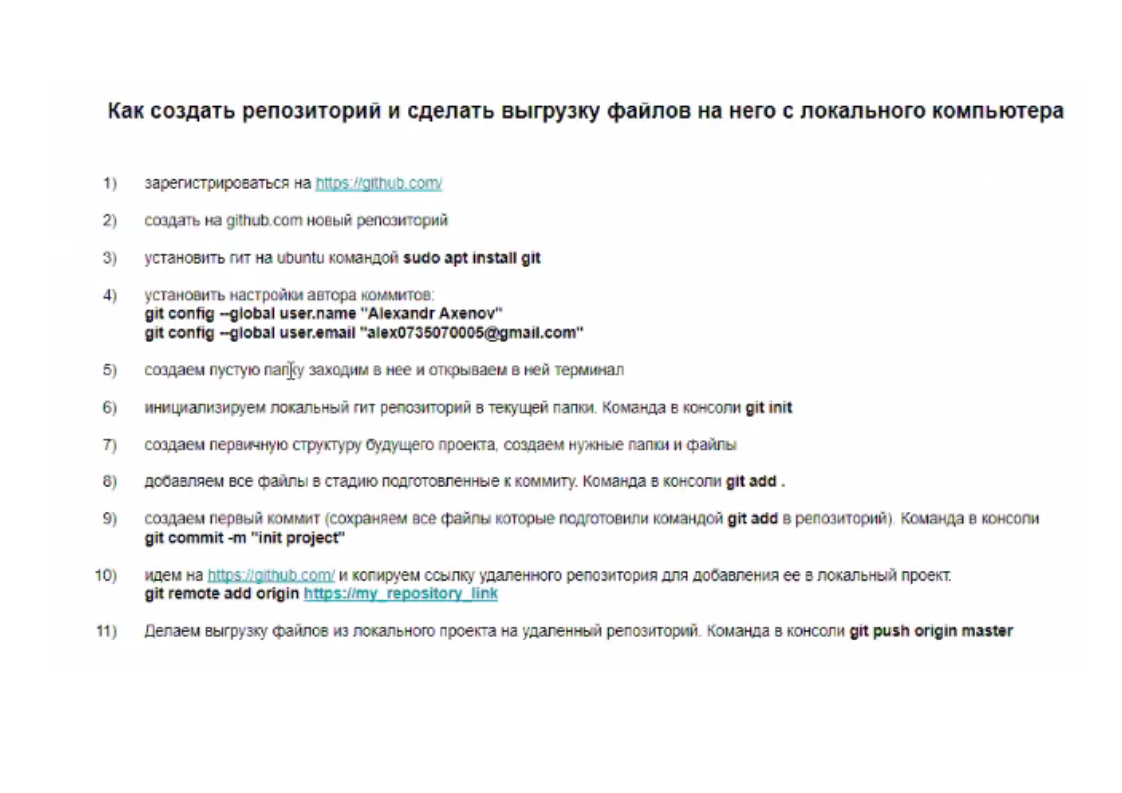 Как создать репозиторий и сделать выгрузку файлов на него с локального компьютера
1) зарегистрироваться на https://github.com/
2) создать на github.com новый репозиторий
3) установить гит на ubuntu командой sudo apt install git
4) установить настройки автора коммитов:
git config --global user.name "Alexandr Axenov"
git config --global user.email "alex0735070005@gmail.com"
5) создаем пустую папку заходим в нее и открываем в ней терминал
6) инициализируем локальный гит репозиторий в текущей папки. Команда в консоли git init
7) создаем первичную структуру будущего проекта, создаем нужные папки и файлы
8) добавляем все файлы в стадию подготовленные к коммиту. Команда в консоли git add .
9) создаем первый коммит (сохраняем все файлы которые подготовили командой git add в репозиторий). Команда в консоли
git commit -m "init project"
10) идем на https://github.com/ и копируем ссылку удаленного репозитория для добавления ее в локальный проект.
git remote add origin https://my_repository_link
11) Делаем выгрузку файлов из локального проекта на удаленный репозиторий. Команда в консоли git push origin master